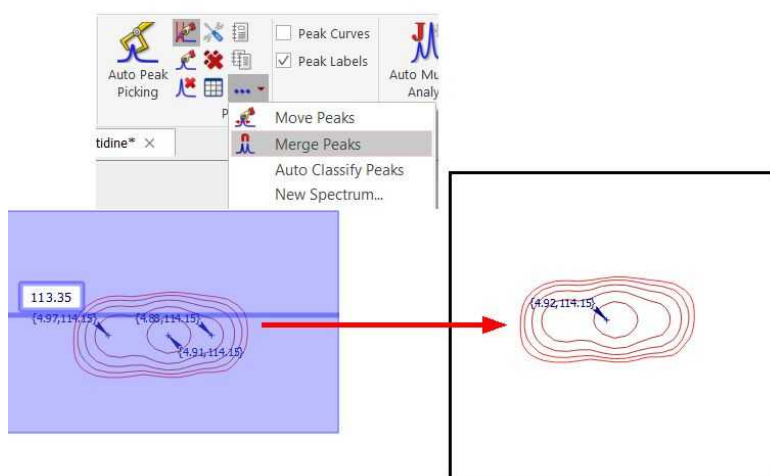 Auto Peak
Picking
Peak Curves
Peak Labels
Auto Mu
Analy
P
tidine* ×
Move Peaks
Merge Peaks
Auto Classify Peaks
New Spectrum...
113.35
{4.97,114.15}
{4.88,114.15}
{4.91,114.15}
{4.92,114.15}